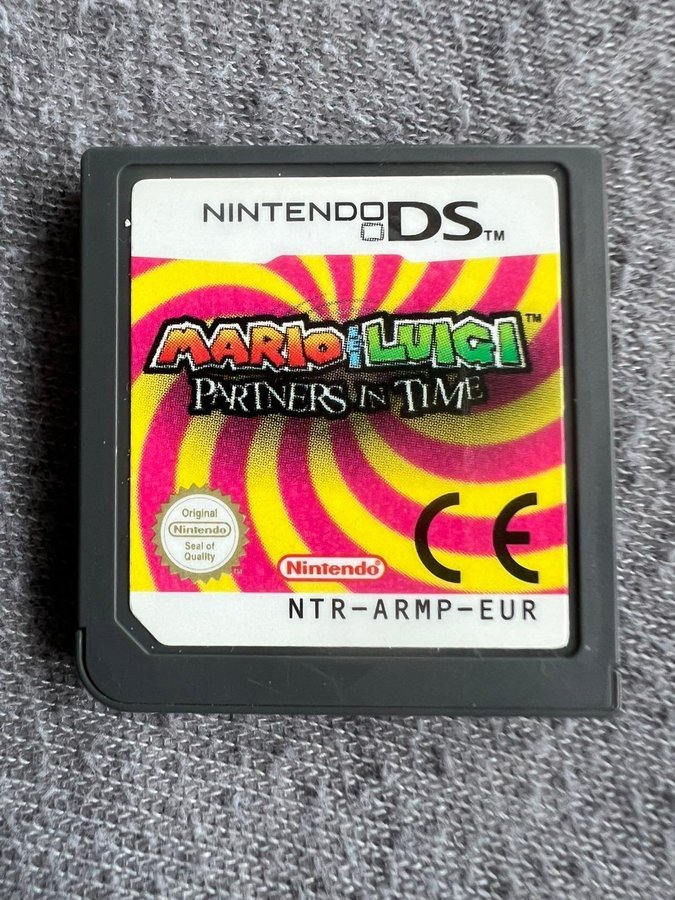 NINTENDO DS™
MARIO & LUIGI™
PARTNERS IN TIME
Original
Nintendo
Seal of
Quality
Nintendo®
CE
NTR-ARMP-EUR